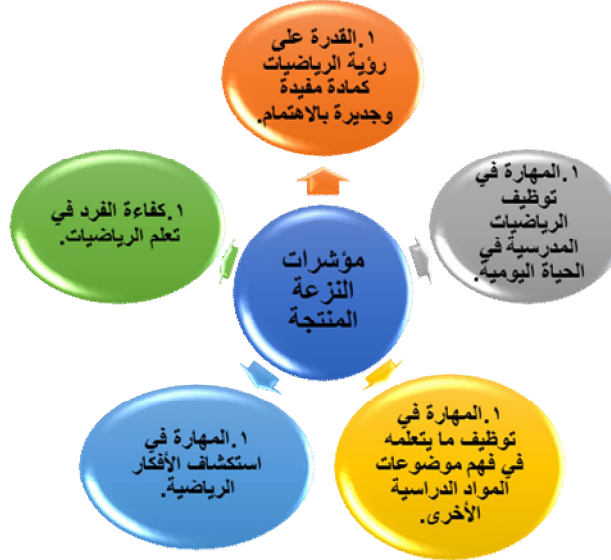 ١. القدرة على
رؤية الرياضيات
كمادة مفيدة
وجديرة بالاهتمام.
١. المهارة في
توظيف
الرياضيات
المدرسية في
الحياة اليومية.
١. المهارة في
توظيف ما يتعلمه
في فهم موضوعات
المواد الدراسية
الأخرى.
١. المهارة في
استكشاف الأفكار
الرياضية.
١. كفاءة الفرد في
تعلم الرياضيات.
مؤشرات
النزعة
المنتجة